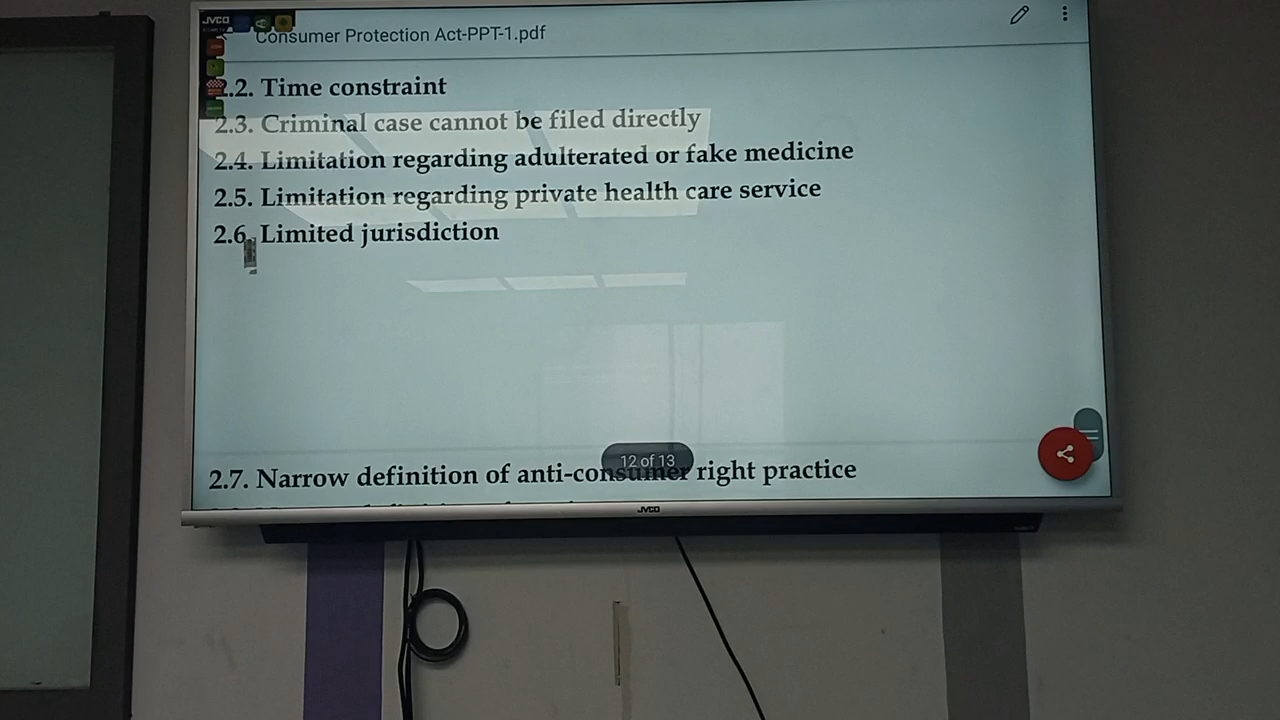 JVCO
Consumer Protection Act-PPT-1.pdf
2.2. Time constraint
2.3. Criminal case cannot be filed directly
2.4. Limitation regarding adulterated or fake medicine
2.5. Limitation regarding private health care service
2.6. Limited jurisdiction
12 of 13
2.7. Narrow definition of anti-consumer right practice
JVCO